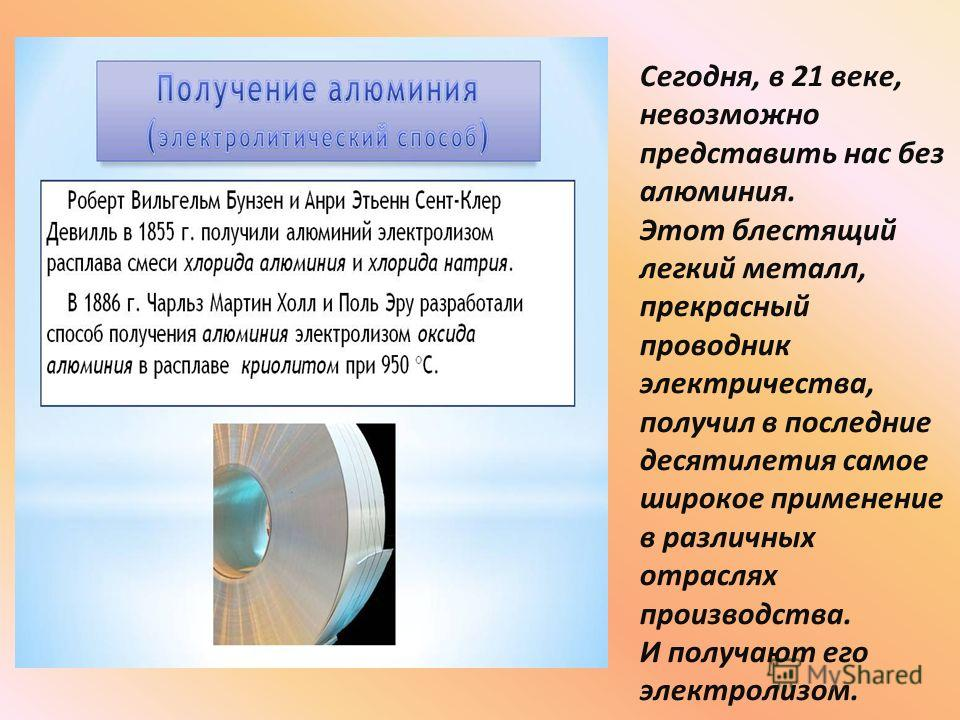 Получение алюминия
(электролитический способ)
Роберт Вильгельм Бунзен и Анри Этьенн Сент-Клер
Девилль в 1855 г. получили алюминий электролизом
расплава смеси хлорида алюминия и хлорида натрия.
В 1886 г. Чарльз Мартин Холл и Поль Эру разработали
способ получения алюминия электролизом оксида
алюминия в расплаве криолитом при 950 °С.
Сегодня, в 21 веке,
невозможно
представить нас без
алюминия.
Этот блестящий
легкий металл,
прекрасный
проводник
электричества,
получил в последние
десятилетия самое
широкое применение
в различных
отраслях
производства.
И получают его
электролизом.
MyShared